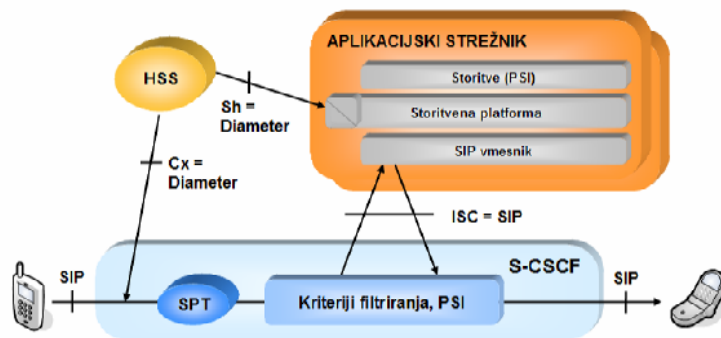 APLIKACIJSKI STREŽNIK
HSS
Storitve (PSI)
Sh =
Diameter
Storitvena platforma
SIP vmesnik
Cx =
Diameter
ISC = SIP
S-CSCF
SIP
SPT
Kriteriji filtriranja, PSI
SIP